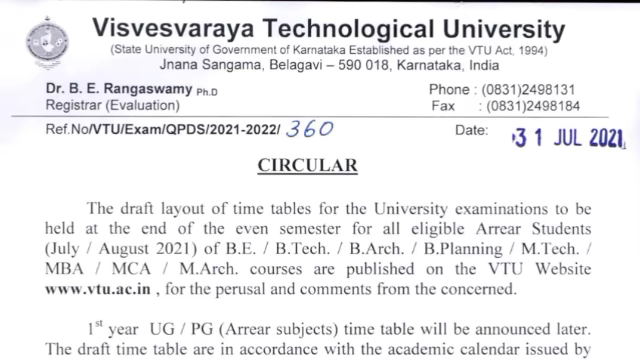 Visvesvaraya Technological University
(State University of Government of Karnataka Established as per the VTU Act, 1994)
Jnana Sangama, Belagavi – 590 018, Karnataka, India
Dr. B. E. Rangaswamy Ph.D
Phone : (0831)2498131
Registrar (Evaluation)
Fax : (0831)2498184
Ref.No/VTU/Exam/QPDS/2021-2022/ 360
Date: 31 JUL 2021
CIRCULAR
The draft layout of time tables for the University examinations to be
held at the end of the even semester for all eligible Arrear Students
(July / August 2021) of B.E. / B.Tech. / B.Arch. / B.Planning / M.Tech. /
MBA / MCA / M.Arch. courses are published on the VTU Website
www.vtu.ac.in , for the perusal and comments from the concerned.
1st year UG / PG (Arrear subjects) time table will be announced later.
The draft time table are in accordance with the academic calendar issued by